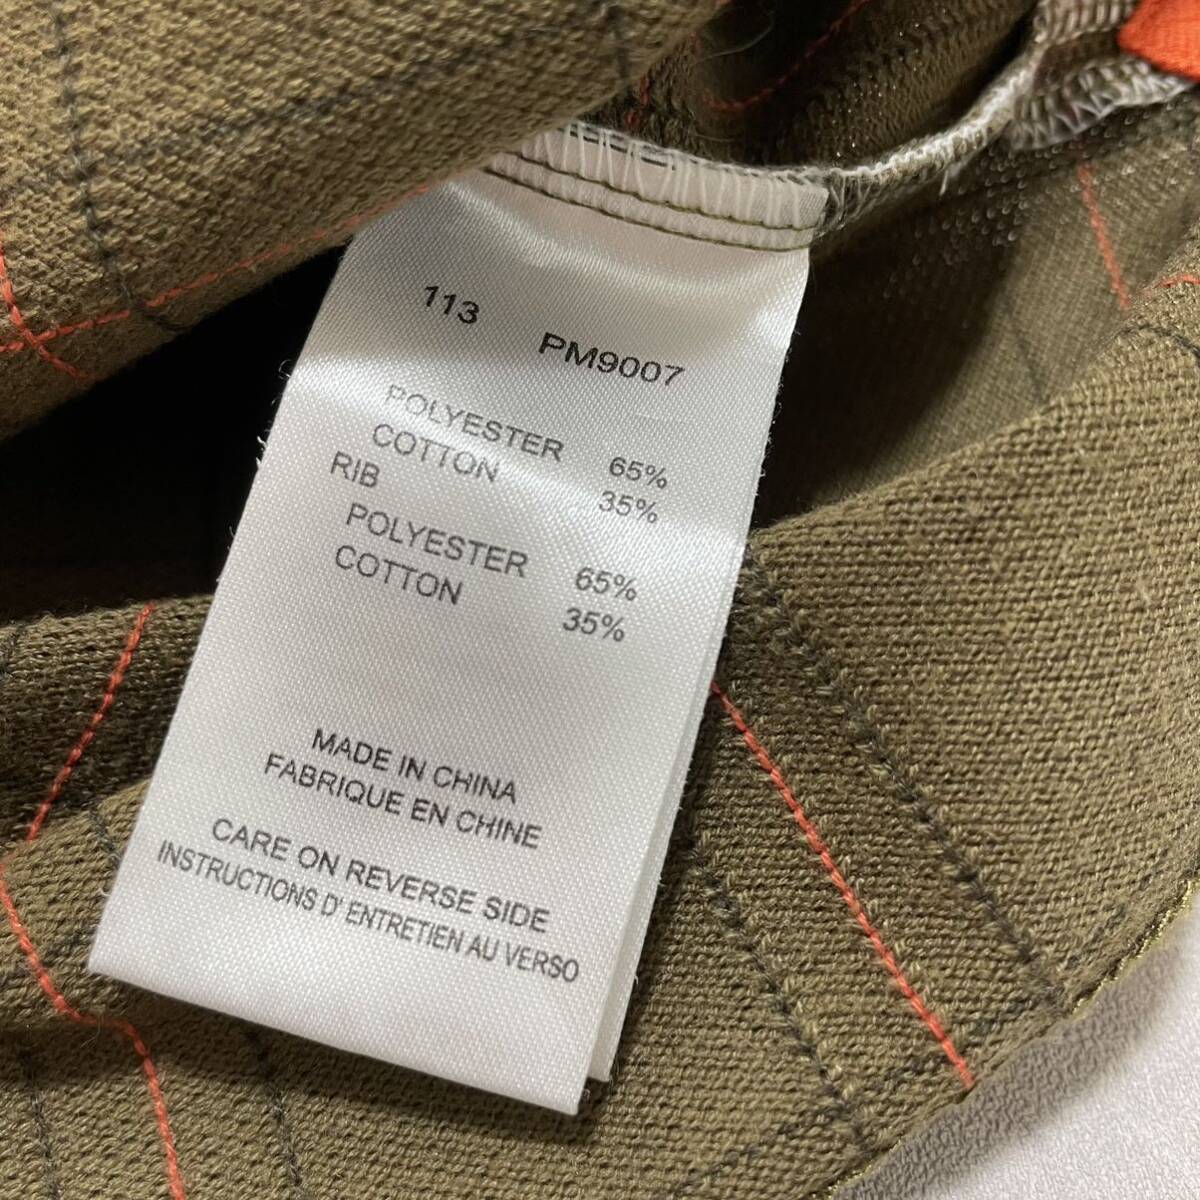 113 PM9007
POLYESTER 65%
COTTON 35%
RIB
POLYESTER 65%
COTTON 35%
MADE IN CHINA
FABRIQUE EN CHINE
CARE ON REVERSE SIDE
INSTRUCTIONS D' ENTRETIEN AU VERSO